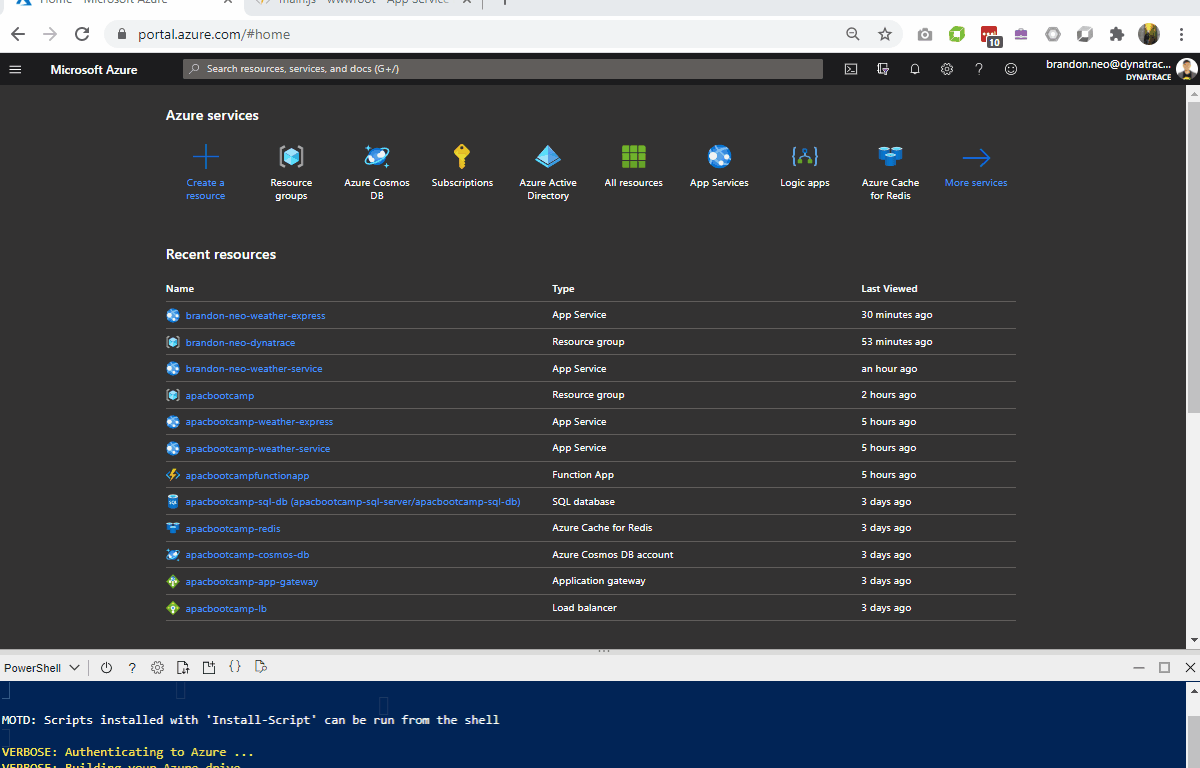 Home - Microsoft Azure
main.js - wwwroot - App Service
portal.azure.com/#home
10
Microsoft Azure
Search resources, services, and docs (G+/)
brandon.neo@dynatrac...
DYNATRACE
Azure services
Create a resource
Resource groups
Azure Cosmos DB
Subscriptions
Azure Active Directory
All resources
App Services
Logic apps
Azure Cache for Redis
More services
Recent resources
Name Type Last Viewed
brandon-neo-weather-express App Service 30 minutes ago
brandon-neo-dynatrace Resource group 53 minutes ago
brandon-neo-weather-service App Service an hour ago
apacbootcamp Resource group 2 hours ago
apacbootcamp-weather-express App Service 5 hours ago
apacbootcamp-weather-service App Service 5 hours ago
apacbootcampfunctionapp Function App 5 hours ago
apacbootcamp-sql-db (apacbootcamp-sql-server/apacbootcamp-sql-db) SQL database 3 days ago
apacbootcamp-redis Azure Cache for Redis 3 days ago
apacbootcamp-cosmos-db Azure Cosmos DB account 3 days ago
apacbootcamp-app-gateway Application gateway 3 days ago
apacbootcamp-lb Load balancer 3 days ago
PowerShell
MOTD: Scripts installed with 'Install-Script' can be run from the shell
VERBOSE: Authenticating to Azure ...
VERBOSE: Building your Azure drive